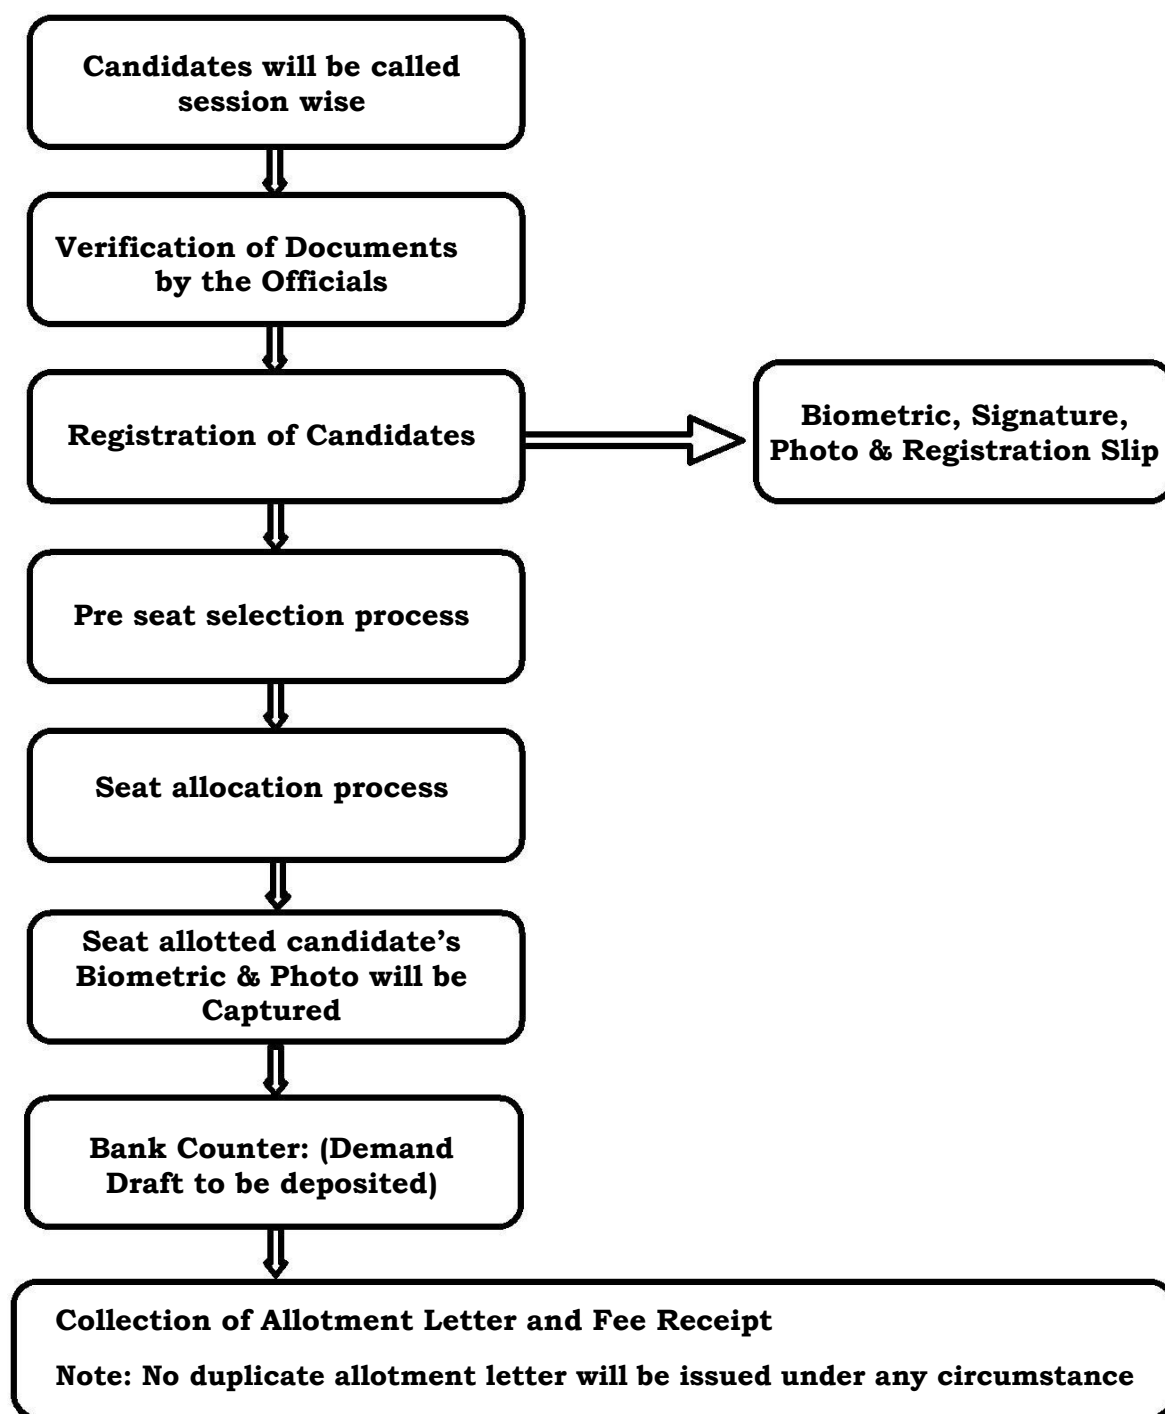 Candidates will be called
session wise
Verification of Documents
by the Officials
Registration of Candidates
Biometric, Signature,
Photo & Registration Slip
Pre seat selection process
Seat allocation process
Seat allotted candidate’s
Biometric & Photo will be
Captured
Bank Counter: (Demand
Draft to be deposited)
Collection of Allotment Letter and Fee Receipt
Note: No duplicate allotment letter will be issued under any circumstance